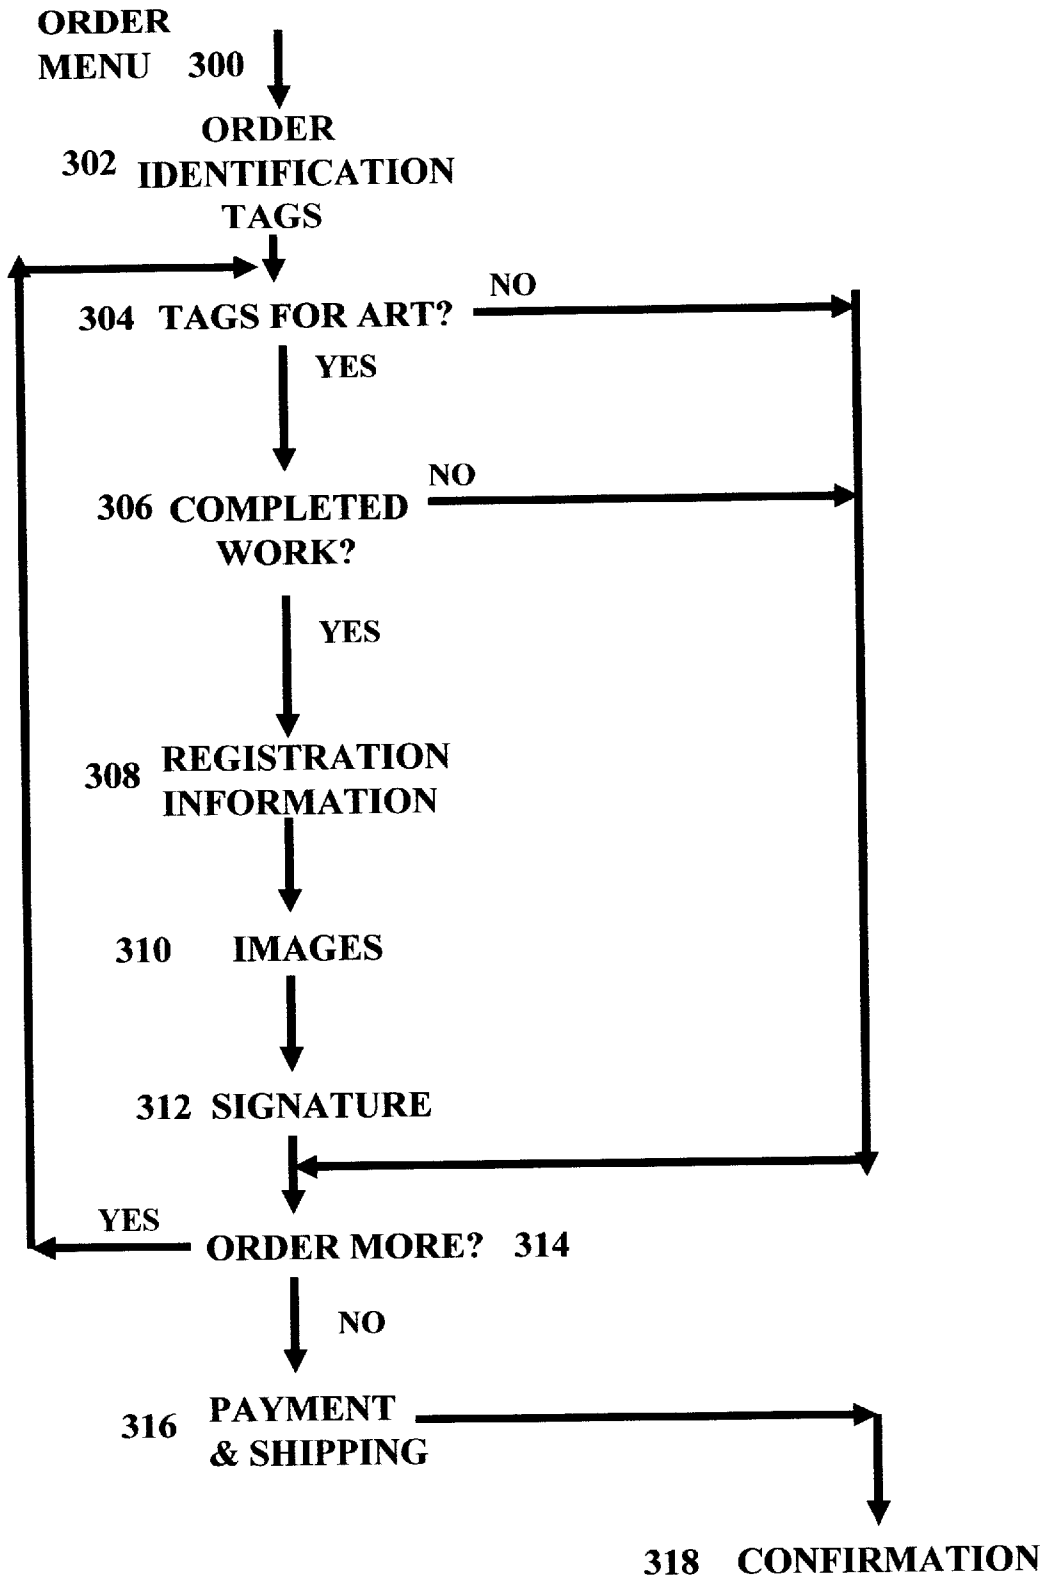 ORDER
MENU 300
ORDER
302 IDENTIFICATION
TAGS
NO
304 TAGS FOR ART?
YES
NO
306 COMPLETED
WORK?
YES
308 REGISTRATION
INFORMATION
310 IMAGES
312 SIGNATURE
YES
ORDER MORE? 314
NO
316 PAYMENT
& SHIPPING
318 CONFIRMATION